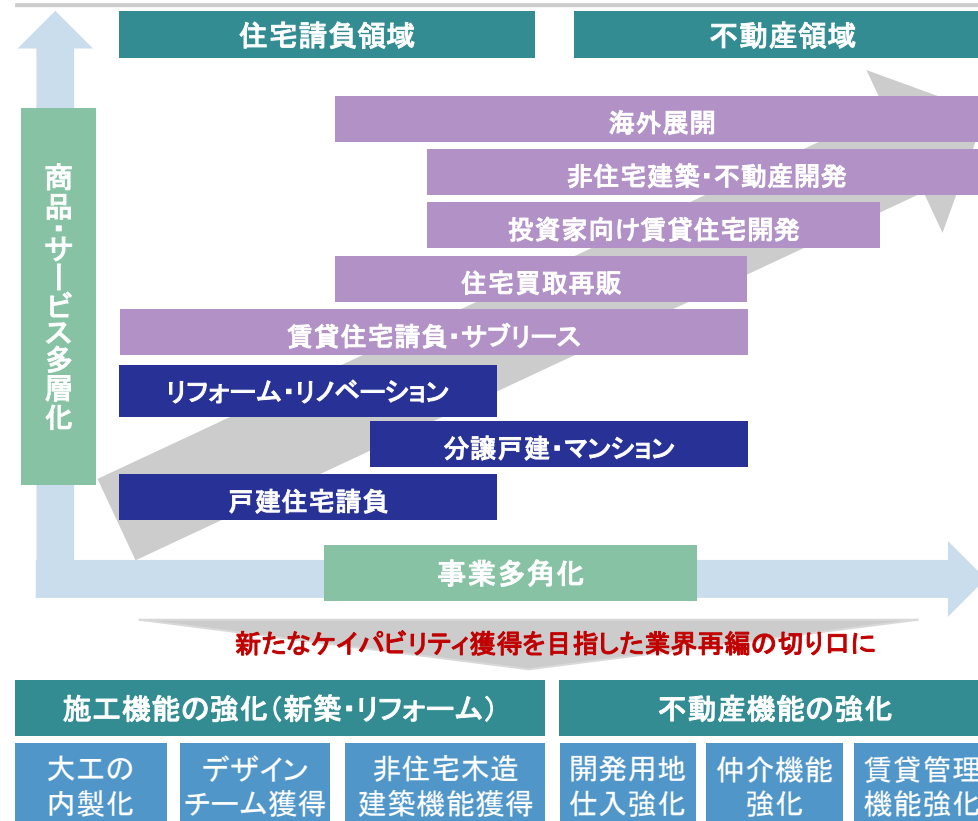 住宅請負領域
不動産領域
商品・サービス多層化
海外展開
非住宅建築・不動産開発
投資家向け賃貸住宅開発
住宅買取再販
賃貸住宅請負・サブリース
リフォーム・リノベーション
分譲戸建・マンション
戸建住宅請負
事業多角化
新たなケイパビリティ獲得を目指した業界再編の切り口に
施工機能の強化（新築・リフォーム）
大工の
内製化
デザイン
チーム獲得
非住宅木造
建築機能獲得
不動産機能の強化
開発用地
仕入強化
仲介機能
強化
賃貸管理
機能強化